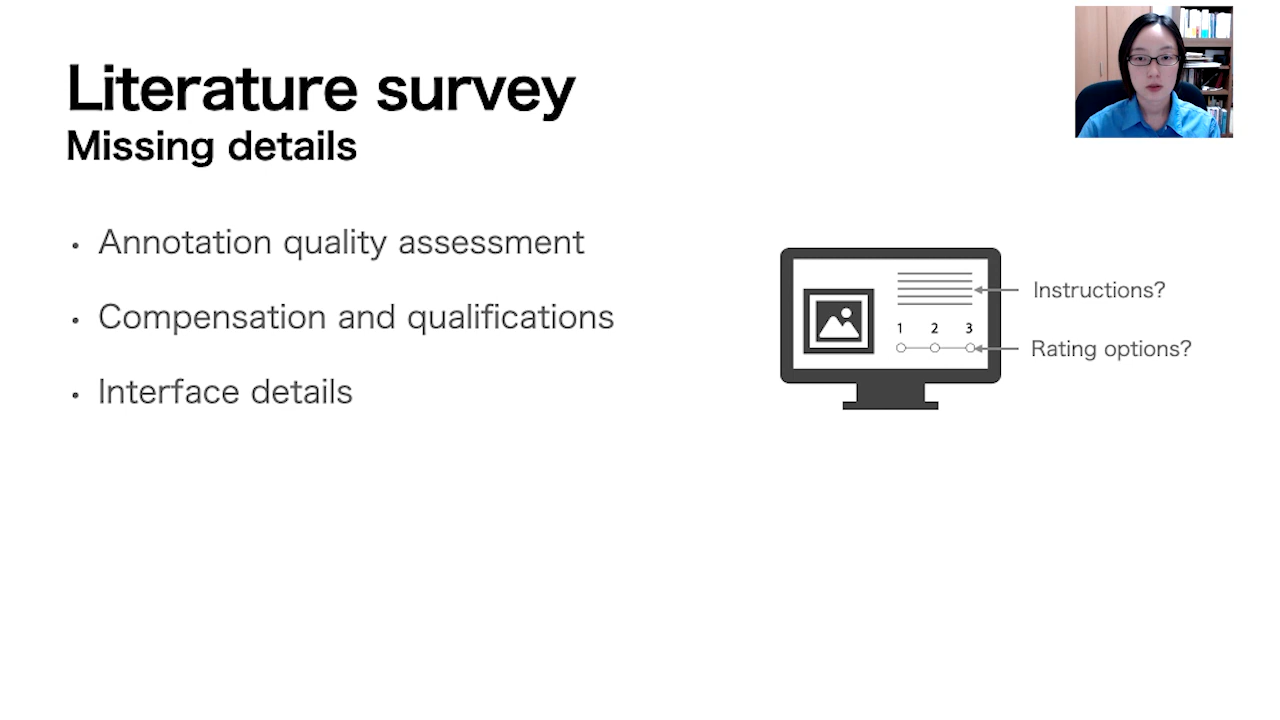 Literature survey
Missing details
• Annotation quality assessment
• Compensation and qualifications
• Interface details
Instructions?
1 2 3
Rating options?